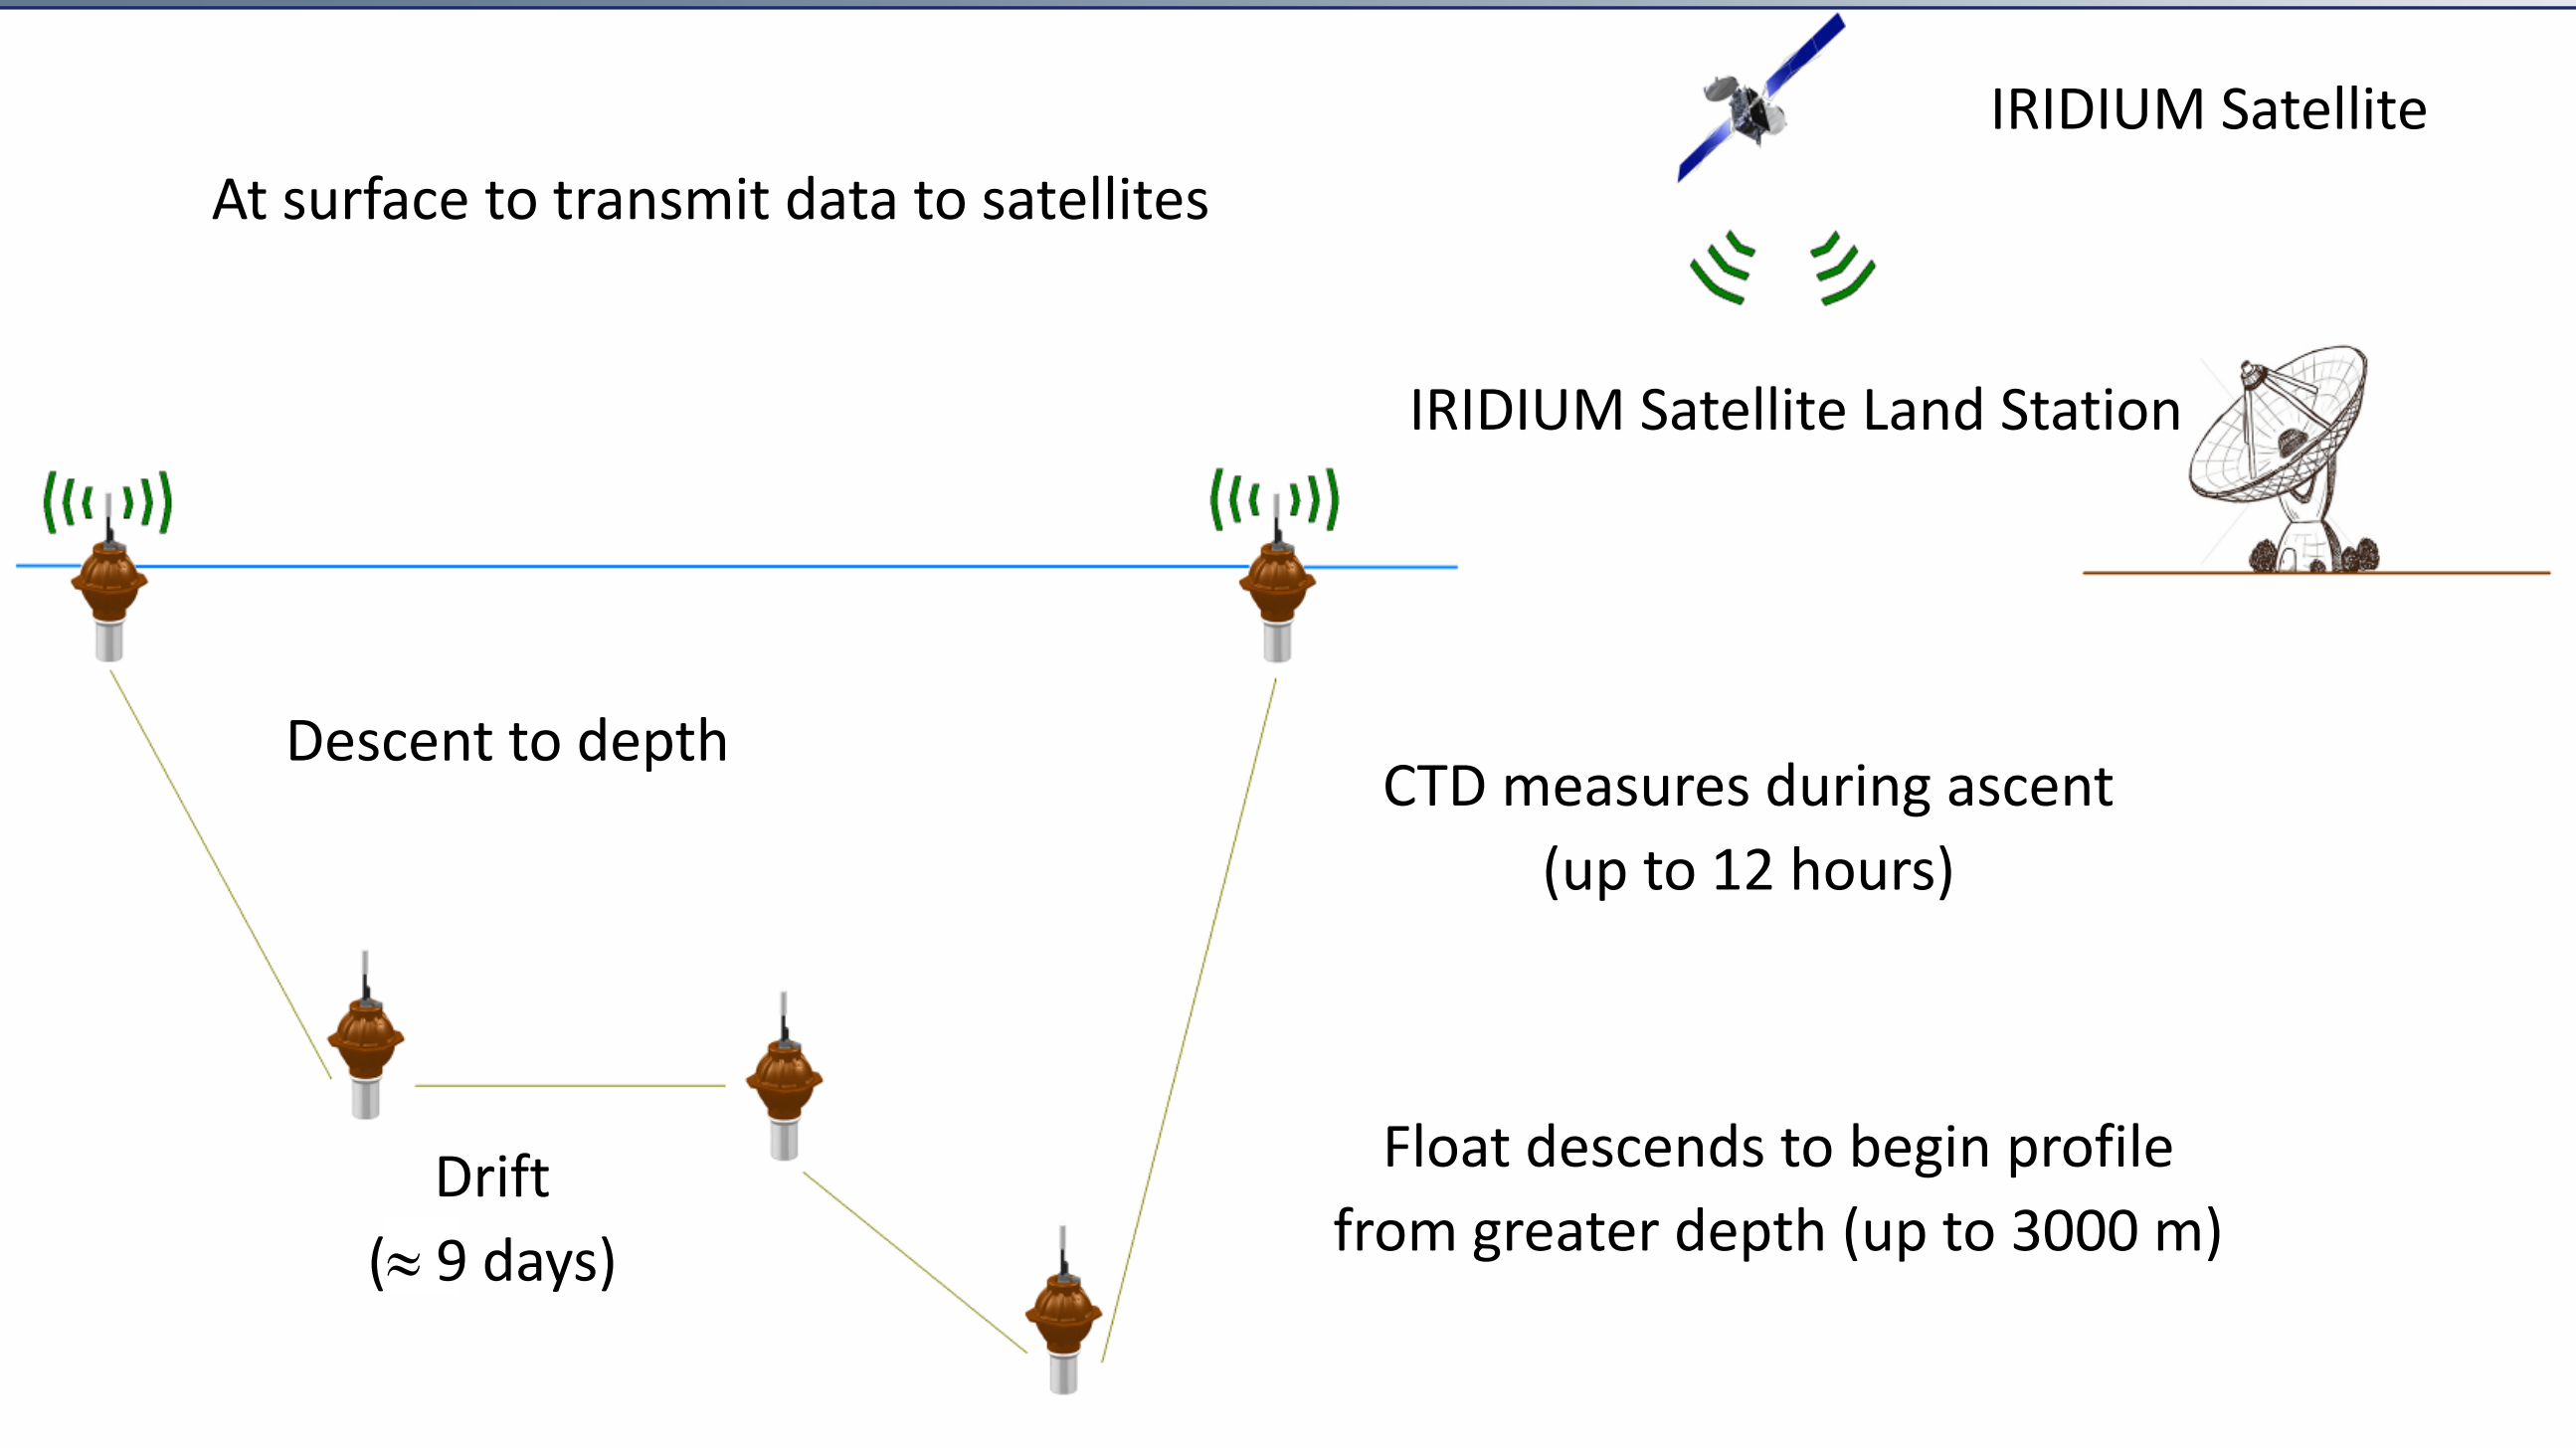 IRIDIUM Satellite
At surface to transmit data to satellites
IRIDIUM Satellite Land Station
Descent to depth
CTD measures during ascent
(up to 12 hours)
Drift
(≈ 9 days)
Float descends to begin profile
from greater depth (up to 3000 m)